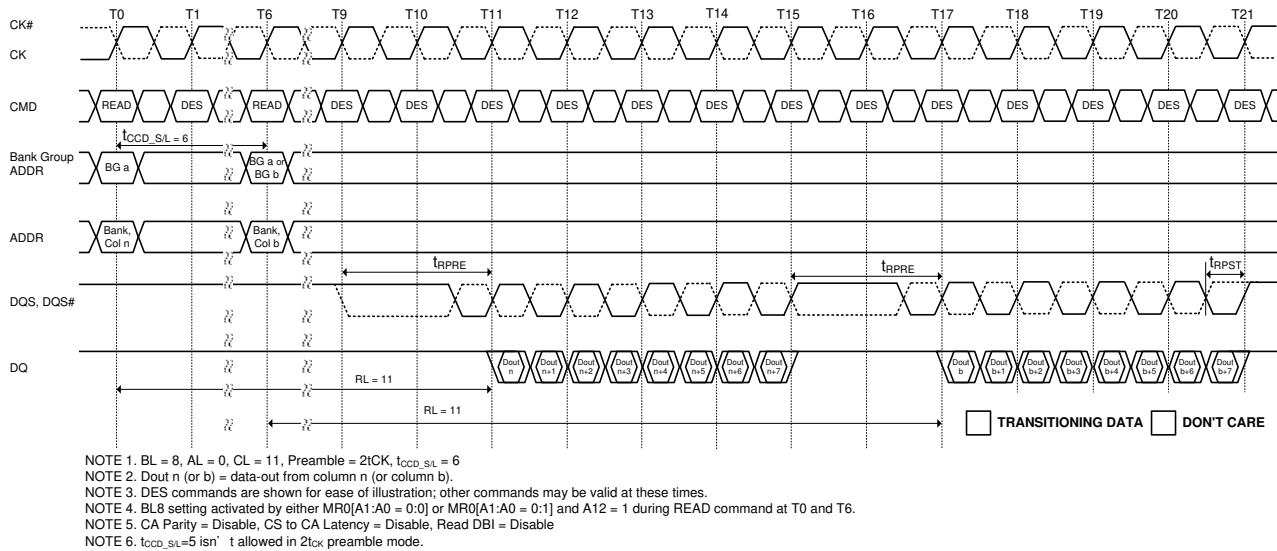 T0 T1 T6 T9 T10 T11 T12 T13 T14 T15 T16 T17 T18 T19 T20 T21
CK#
CK
CMD READ DES READ DES DES DES DES DES DES DES DES DES DES DES DES DES
tCCD_S/L = 6
Bank Group
ADDR
BG a
BG a or
BG b
ADDR
Bank,
Col n
Bank,
Col b
tRPRE tRPRE tRPST
DQS, DQS#
DQ
Dout
n
Dout
n+1
Dout
n+2
Dout
n+3
Dout
n+4
Dout
n+5
Dout
n+6
Dout
n+7
Dout
b
Dout
b+1
Dout
b+2
Dout
b+3
Dout
b+4
Dout
b+5
Dout
b+6
Dout
b+7
RL = 11
RL = 11
TRANSITIONING DATA DON'T CARE
NOTE 1. BL = 8, AL = 0, CL = 11, Preamble = 2tCK, tCCD_S/L = 6
NOTE 2. Dout n (or b) = data-out from column n (or column b).
NOTE 3. DES commands are shown for ease of illustration; other commands may be valid at these times.
NOTE 4. BL8 setting activated by either MR0[A1:A0 = 0:0] or MR0[A1:A0 = 0:1] and A12 = 1 during READ command at T0 and T6.
NOTE 5. CA Parity = Disable, CS to CA Latency = Disable, Read DBI = Disable
NOTE 6. tCCD_S/L=5 isn’ t allowed in 2tCK preamble mode.